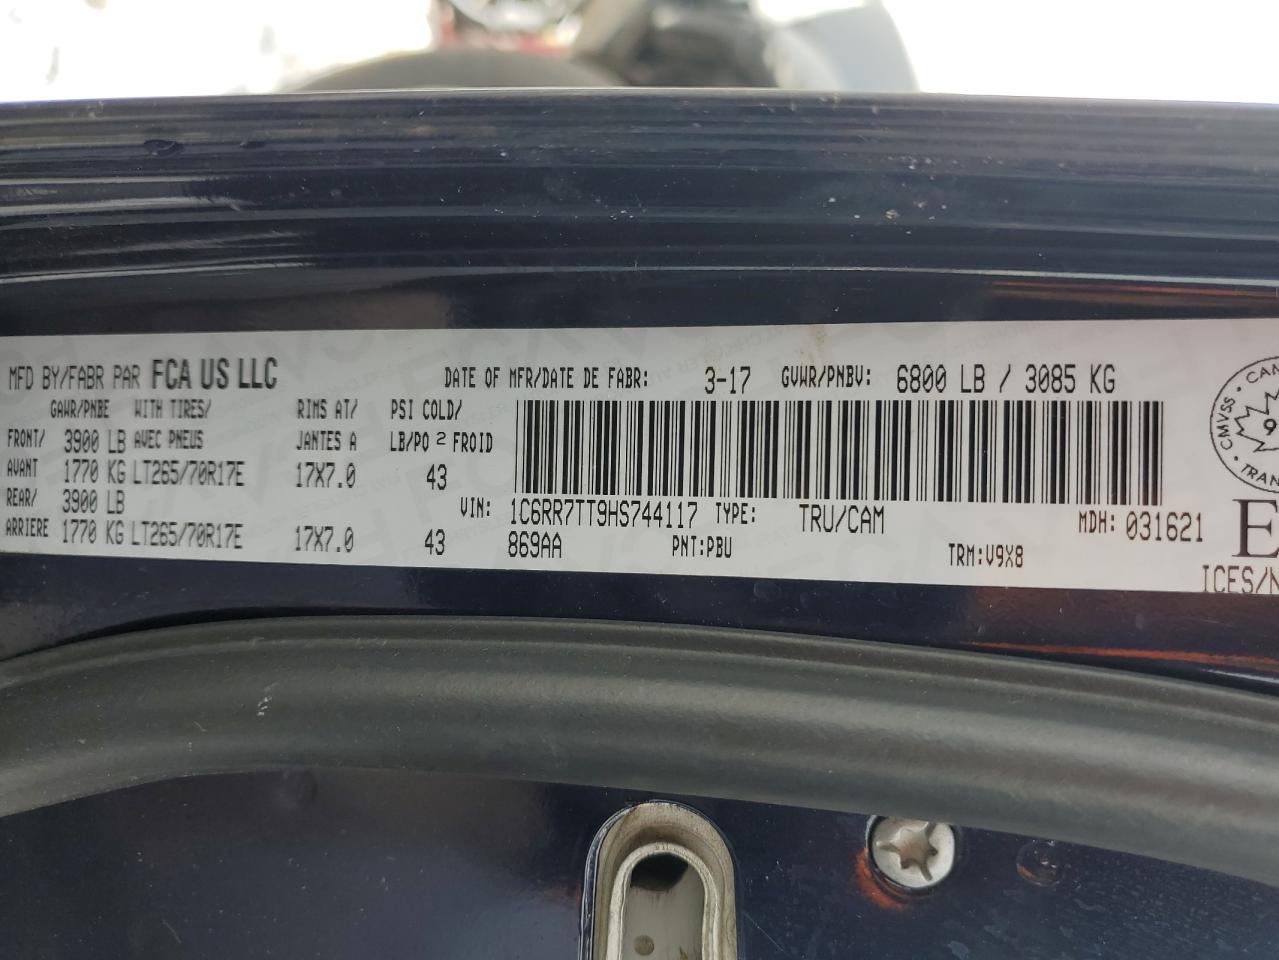 MFD BY/FABR PAR FCA US LLC DATE OF MFR/DATE DE FABR: 3-17 GVWR/PNBV: 6800 LB / 3085 KG
GAWR/PNBE WITH TIRES/ RIMS AT/ PSI COLD/
FRONT/ 3900 LB AVEC PNEUS JANTES A LB/PO 2 FROID
AVANT 1770 KG LT265/70R17E 17X7.0 43
REAR/ 3900 LB VIN: 1C6RR7TT9HS744117 TYPE: TRU/CAM MDH: 031621
ARRIERE 1770 KG LT265/70R17E 17X7.0 43 869AA PNT:PBU TRM:V9X8
CMVSS
9
TRAN
ICES/N